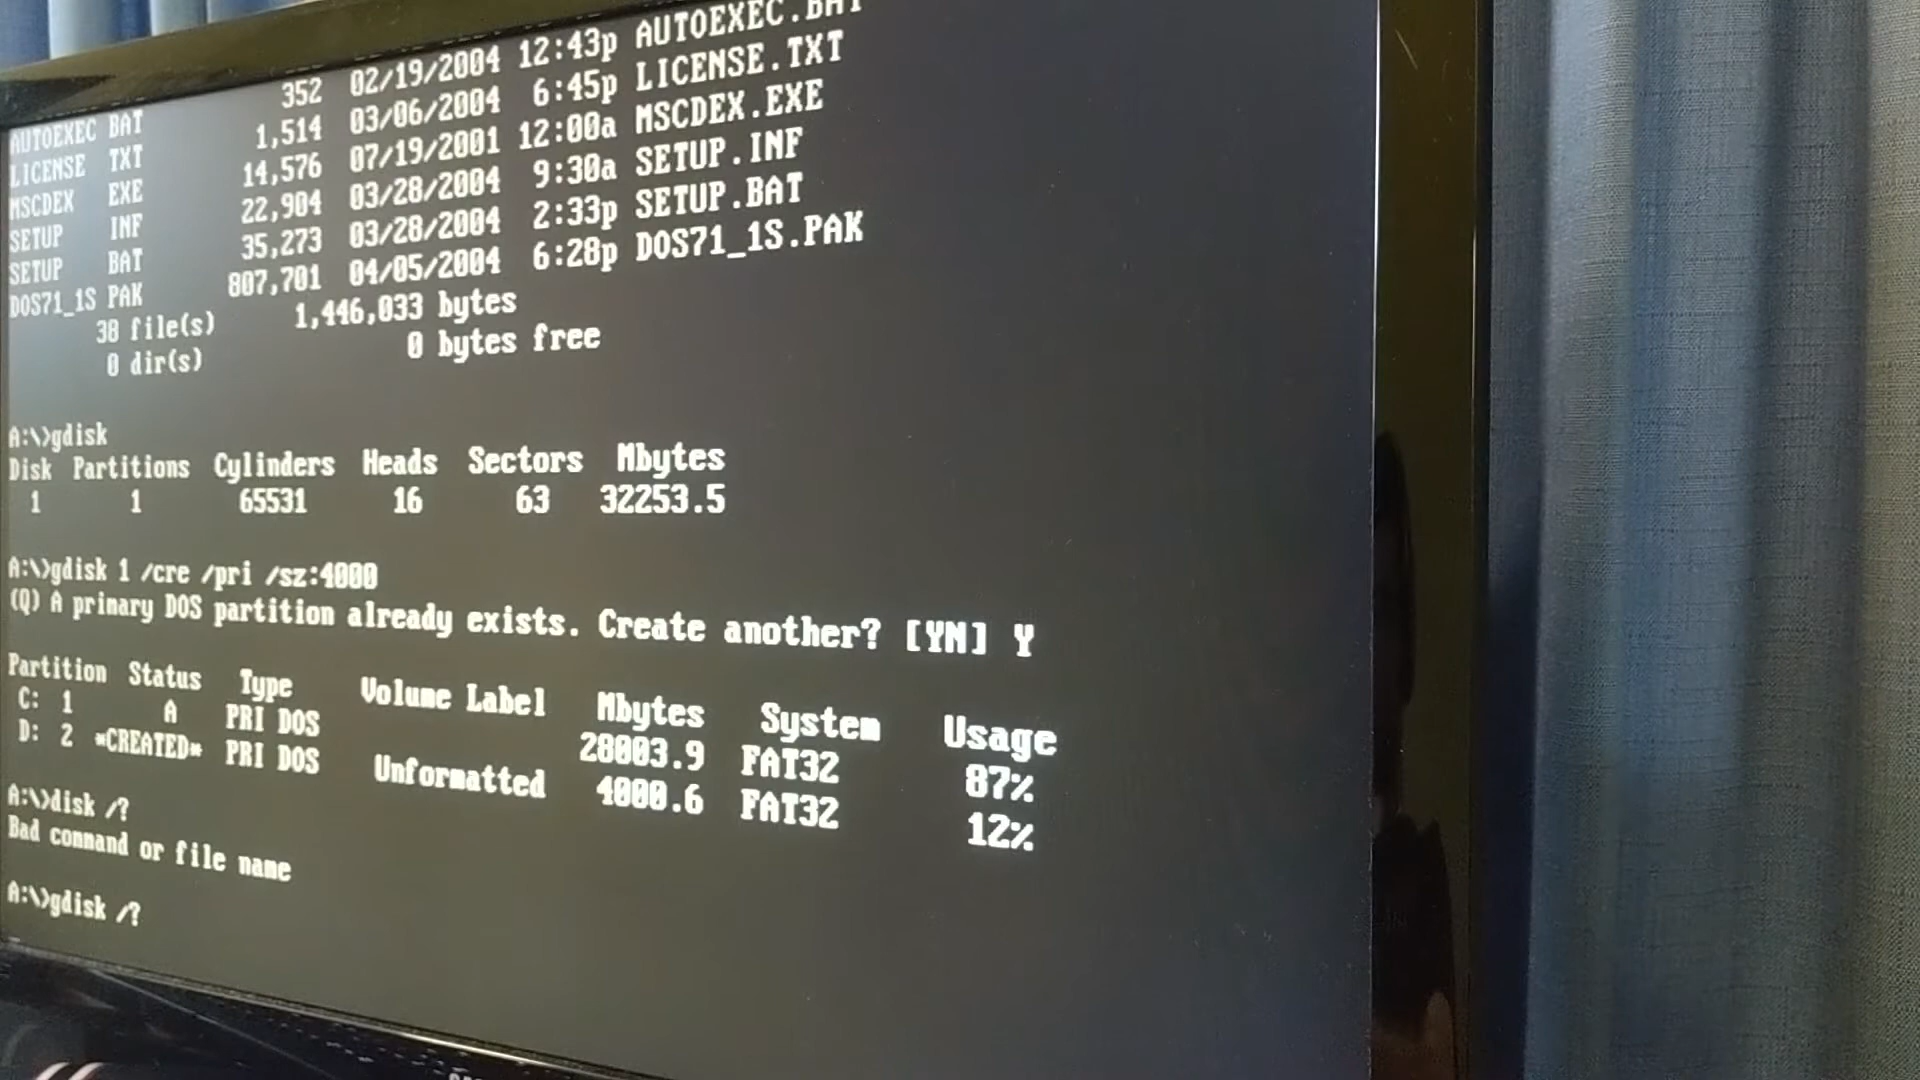 AUTOEXEC BAT 352 02/19/2004 12:43p AUTOEXEC.BAT
LICENSE TXT 1,514 03/06/2004 6:45p LICENSE.TXT
MSCDEX EXE 14,576 07/19/2001 12:00a MSCDEX.EXE
SETUP INF 22,904 03/28/2004 9:30a SETUP.INF
SETUP BAT 35,273 03/28/2004 2:33p SETUP.BAT
DOS71_1S PAK 807,701 04/05/2004 6:28p DOS71_1S.PAK
38 file(s) 1,446,033 bytes
0 dir(s) 0 bytes free
A:\>gdisk
Disk Partitions Cylinders Heads Sectors Mbytes
1 1 65531 16 63 32253.5
A:\>gdisk 1 /cre /pri /sz:4000
(Q) A primary DOS partition already exists. Create another? [YN] Y
Partition Status Type Volume Label Mbytes System Usage
C: 1 A PRI DOS 28003.9 FAT32 87%
D: 2 *CREATED* PRI DOS Unformatted 4000.6 FAT32 12%
A:\>disk /?
Bad command or file name
A:\>gdisk /?